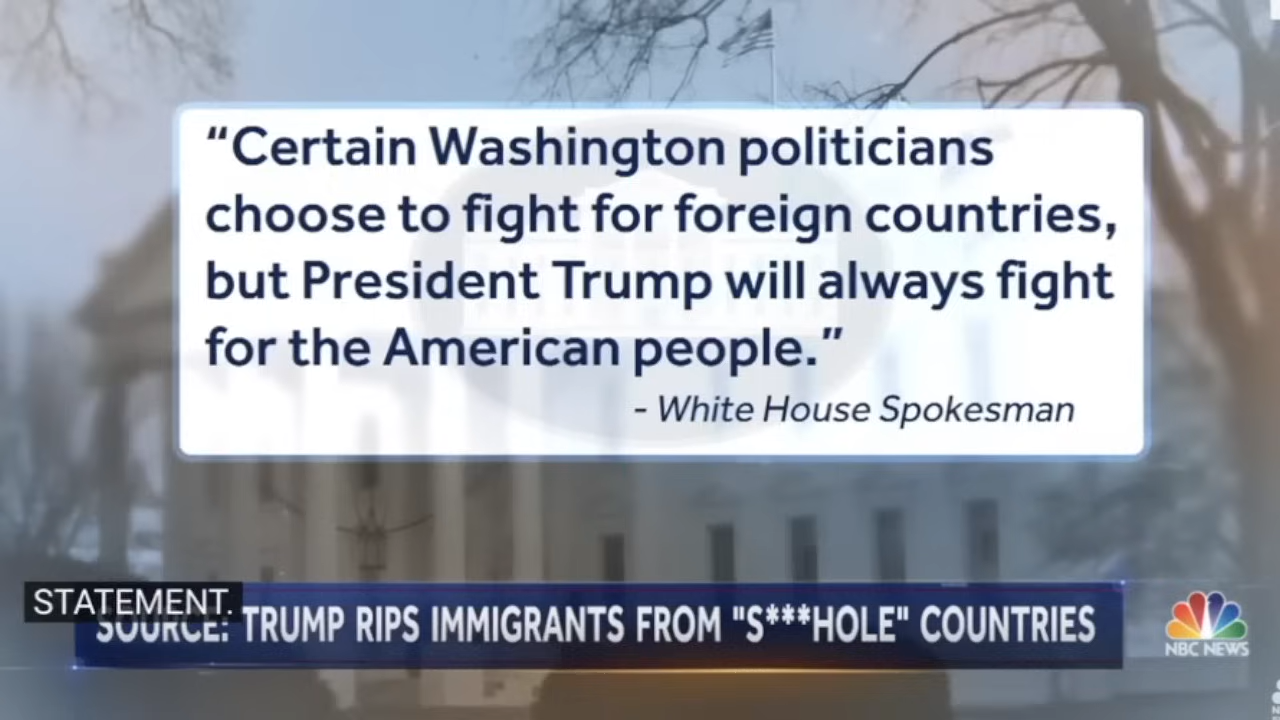 “Certain Washington politicians
choose to fight for foreign countries,
but President Trump will always fight
for the American people.”
- White House Spokesman
STATEMENT.
SOURCE: TRUMP RIPS IMMIGRANTS FROM "S***HOLE" COUNTRIES
NBC NEWS